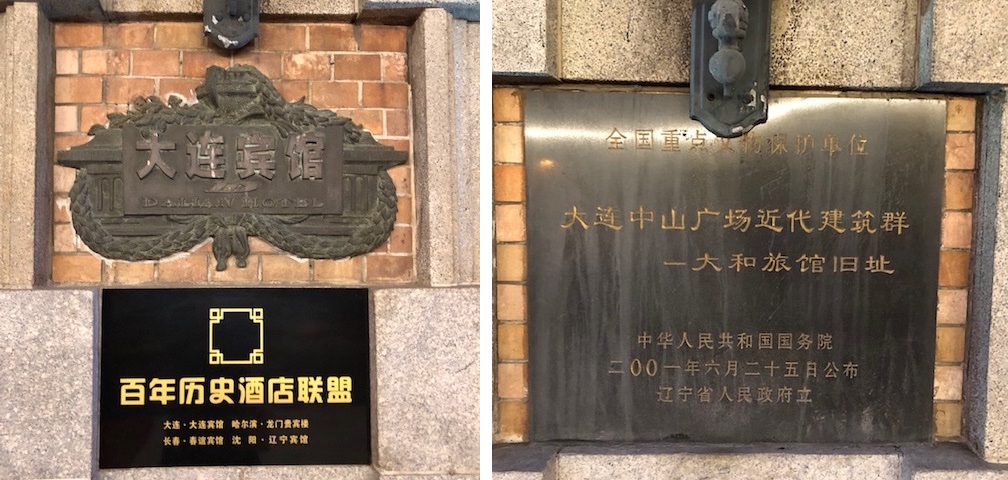 大连宾馆
DALIAN HOTEL
百年历史酒店联盟
大连·大连宾馆 哈尔滨·龙门贵宾楼
长春·春谊宾馆 沈阳·辽宁宾馆
全国重点文物保护单位
大连中山广场近代建筑群
—大和旅馆旧址
中华人民共和国国务院
二〇〇一年六月二十五日公布
辽宁省人民政府立